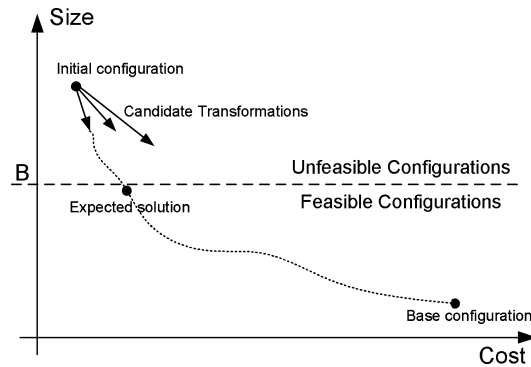 Size
Initial configuration
Candidate Transformations
Unfeasible Configurations
B
Feasible Configurations
Expected solution
Base configuration
Cost